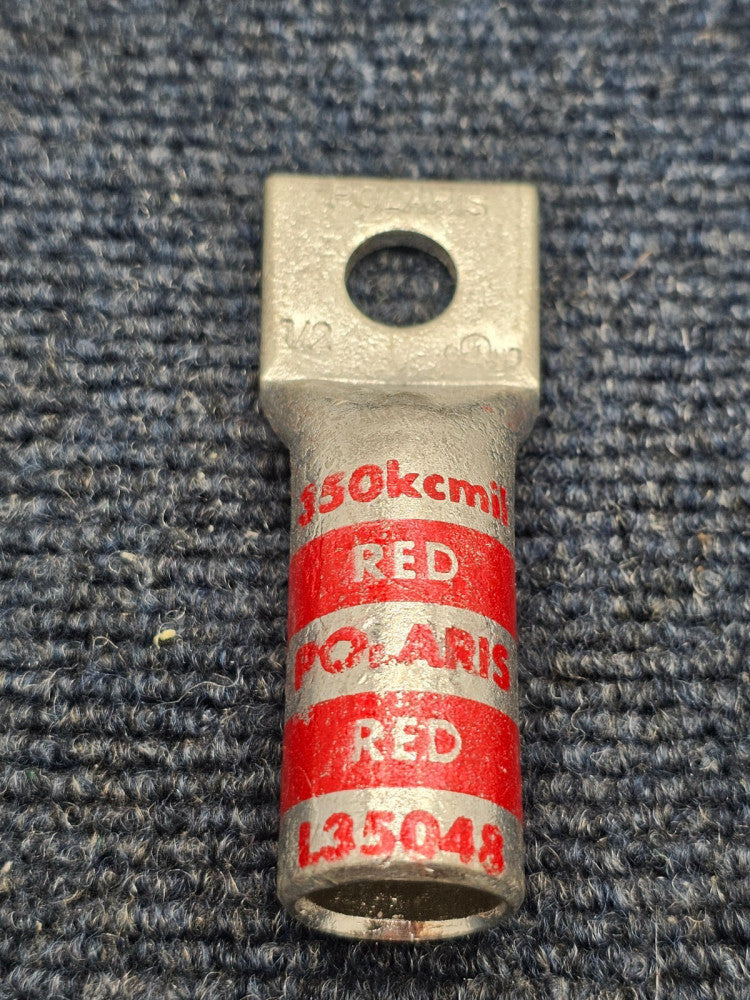 POLARIS
1/2
350kcmil
RED
POLARIS
RED
L35048